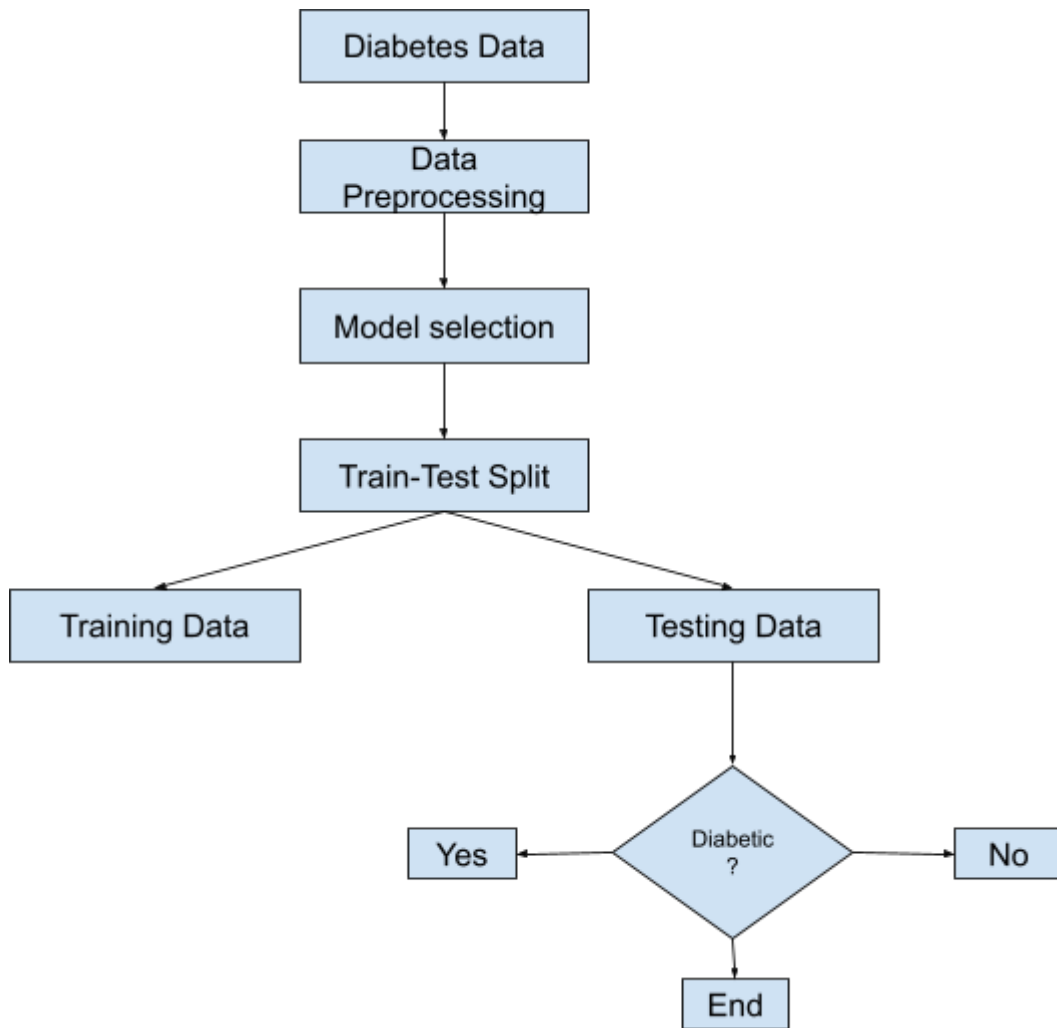 Diabetes Data
Data
Preprocessing
Model selection
Train-Test Split
Training Data
Testing Data
Diabetic
?
Yes
No
End